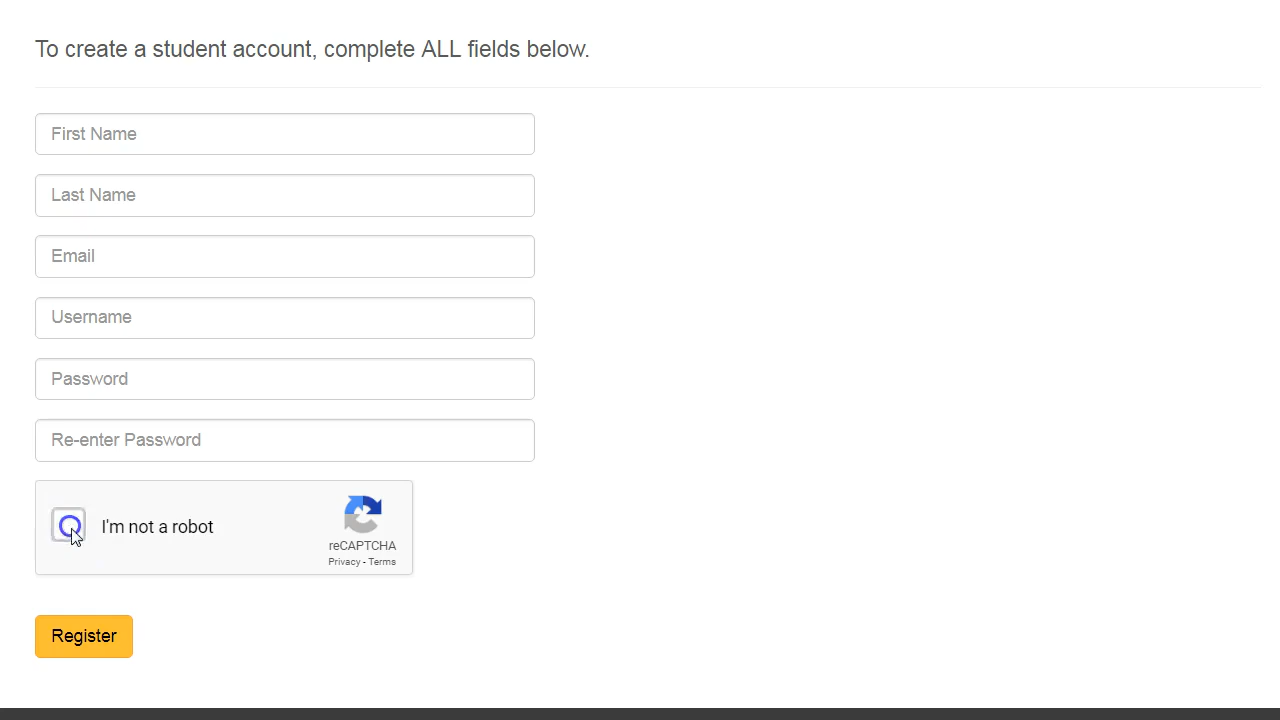 To create a student account, complete ALL fields below.
First Name
Last Name
Email
Username
Password
Re-enter Password
I'm not a robot
reCAPTCHA
Privacy - Terms
Register